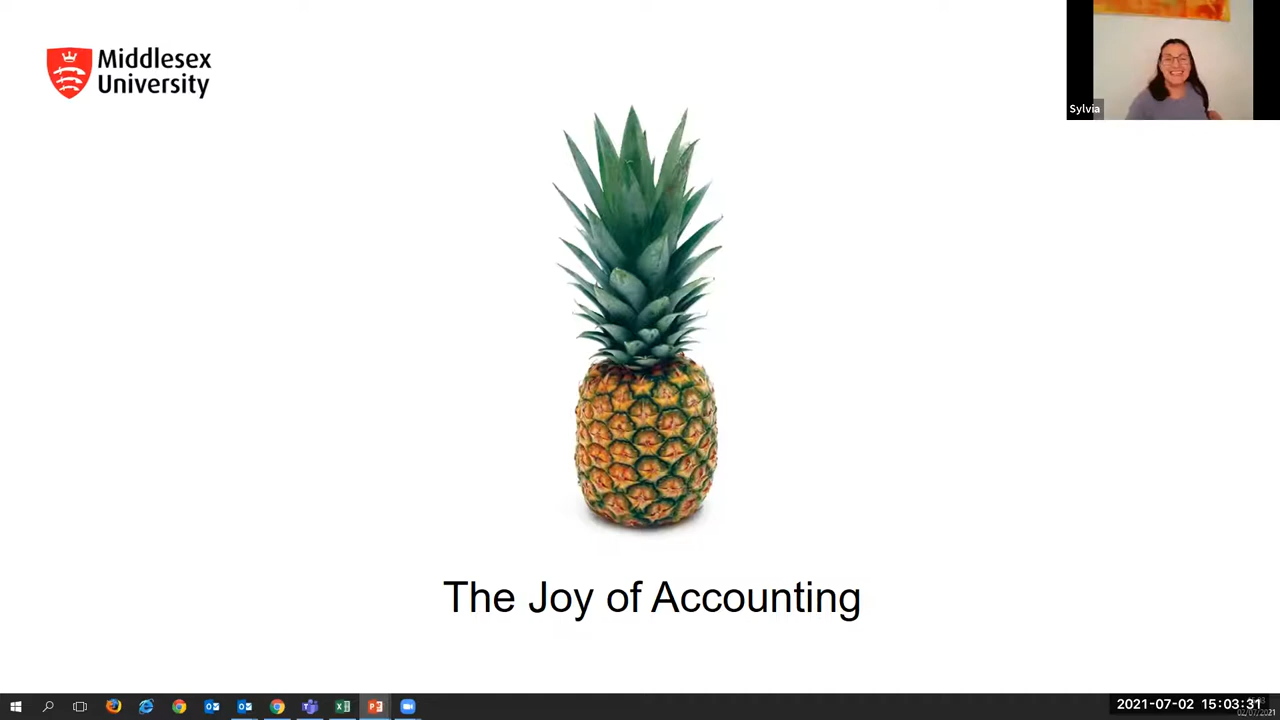 Middlesex
University
Sylvia
The Joy of Accounting
2021-07-02 15:03:31